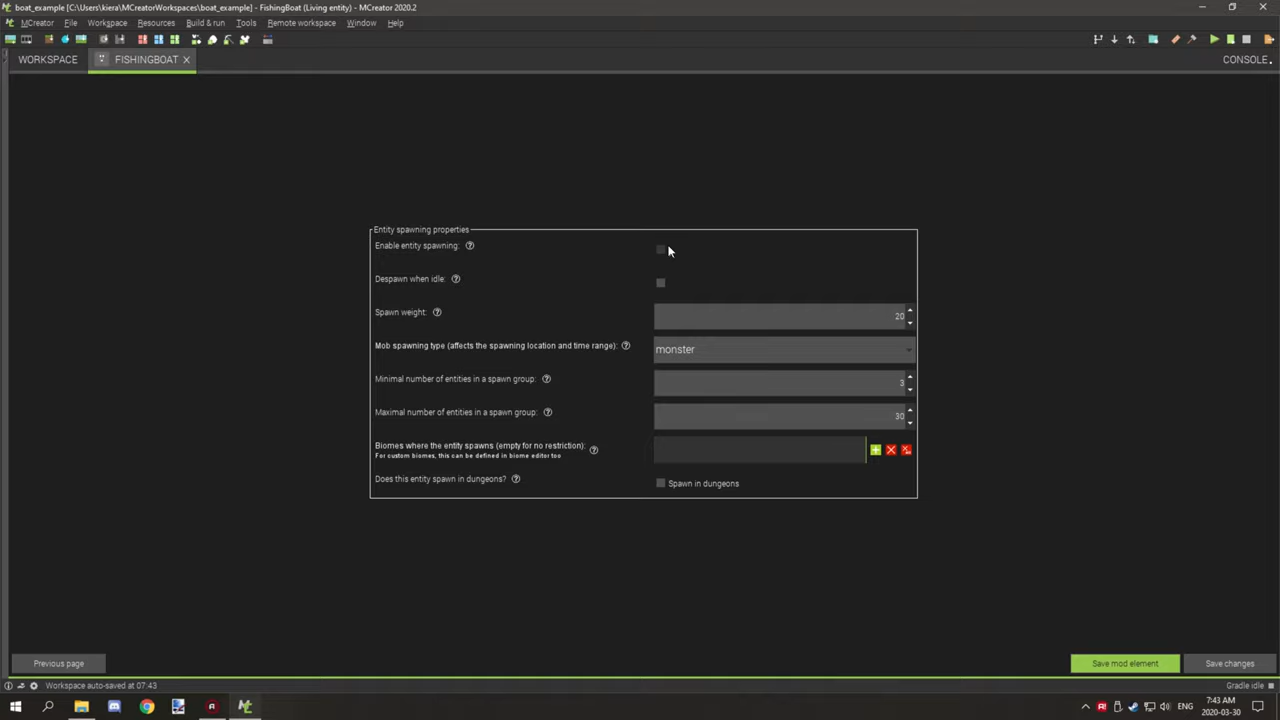 boat_example [C:\Users\kiera\MCreatorWorkspaces\boat_example] - FishingBoat (Living entity) - MCreator 2020.2
MCreator File Workspace Resources Build & run Tools Remote workspace Window Help
WORKSPACE FISHINGBOAT CONSOLE
Entity spawning properties
Enable entity spawning:
Despawn when idle:
Spawn weight: 20
Mob spawning type (affects the spawning location and time range): monster
Minimal number of entities in a spawn group: 3
Maximal number of entities in a spawn group: 30
Biomes where the entity spawns (empty for no restriction):
For custom biomes, this can be defined in biome editor too
Does this entity spawn in dungeons? Spawn in dungeons
Previous page Save mod element Save changes
Workspace auto-saved at 07:43 Gradle idle
ENG 7:43 AM
2020-03-30